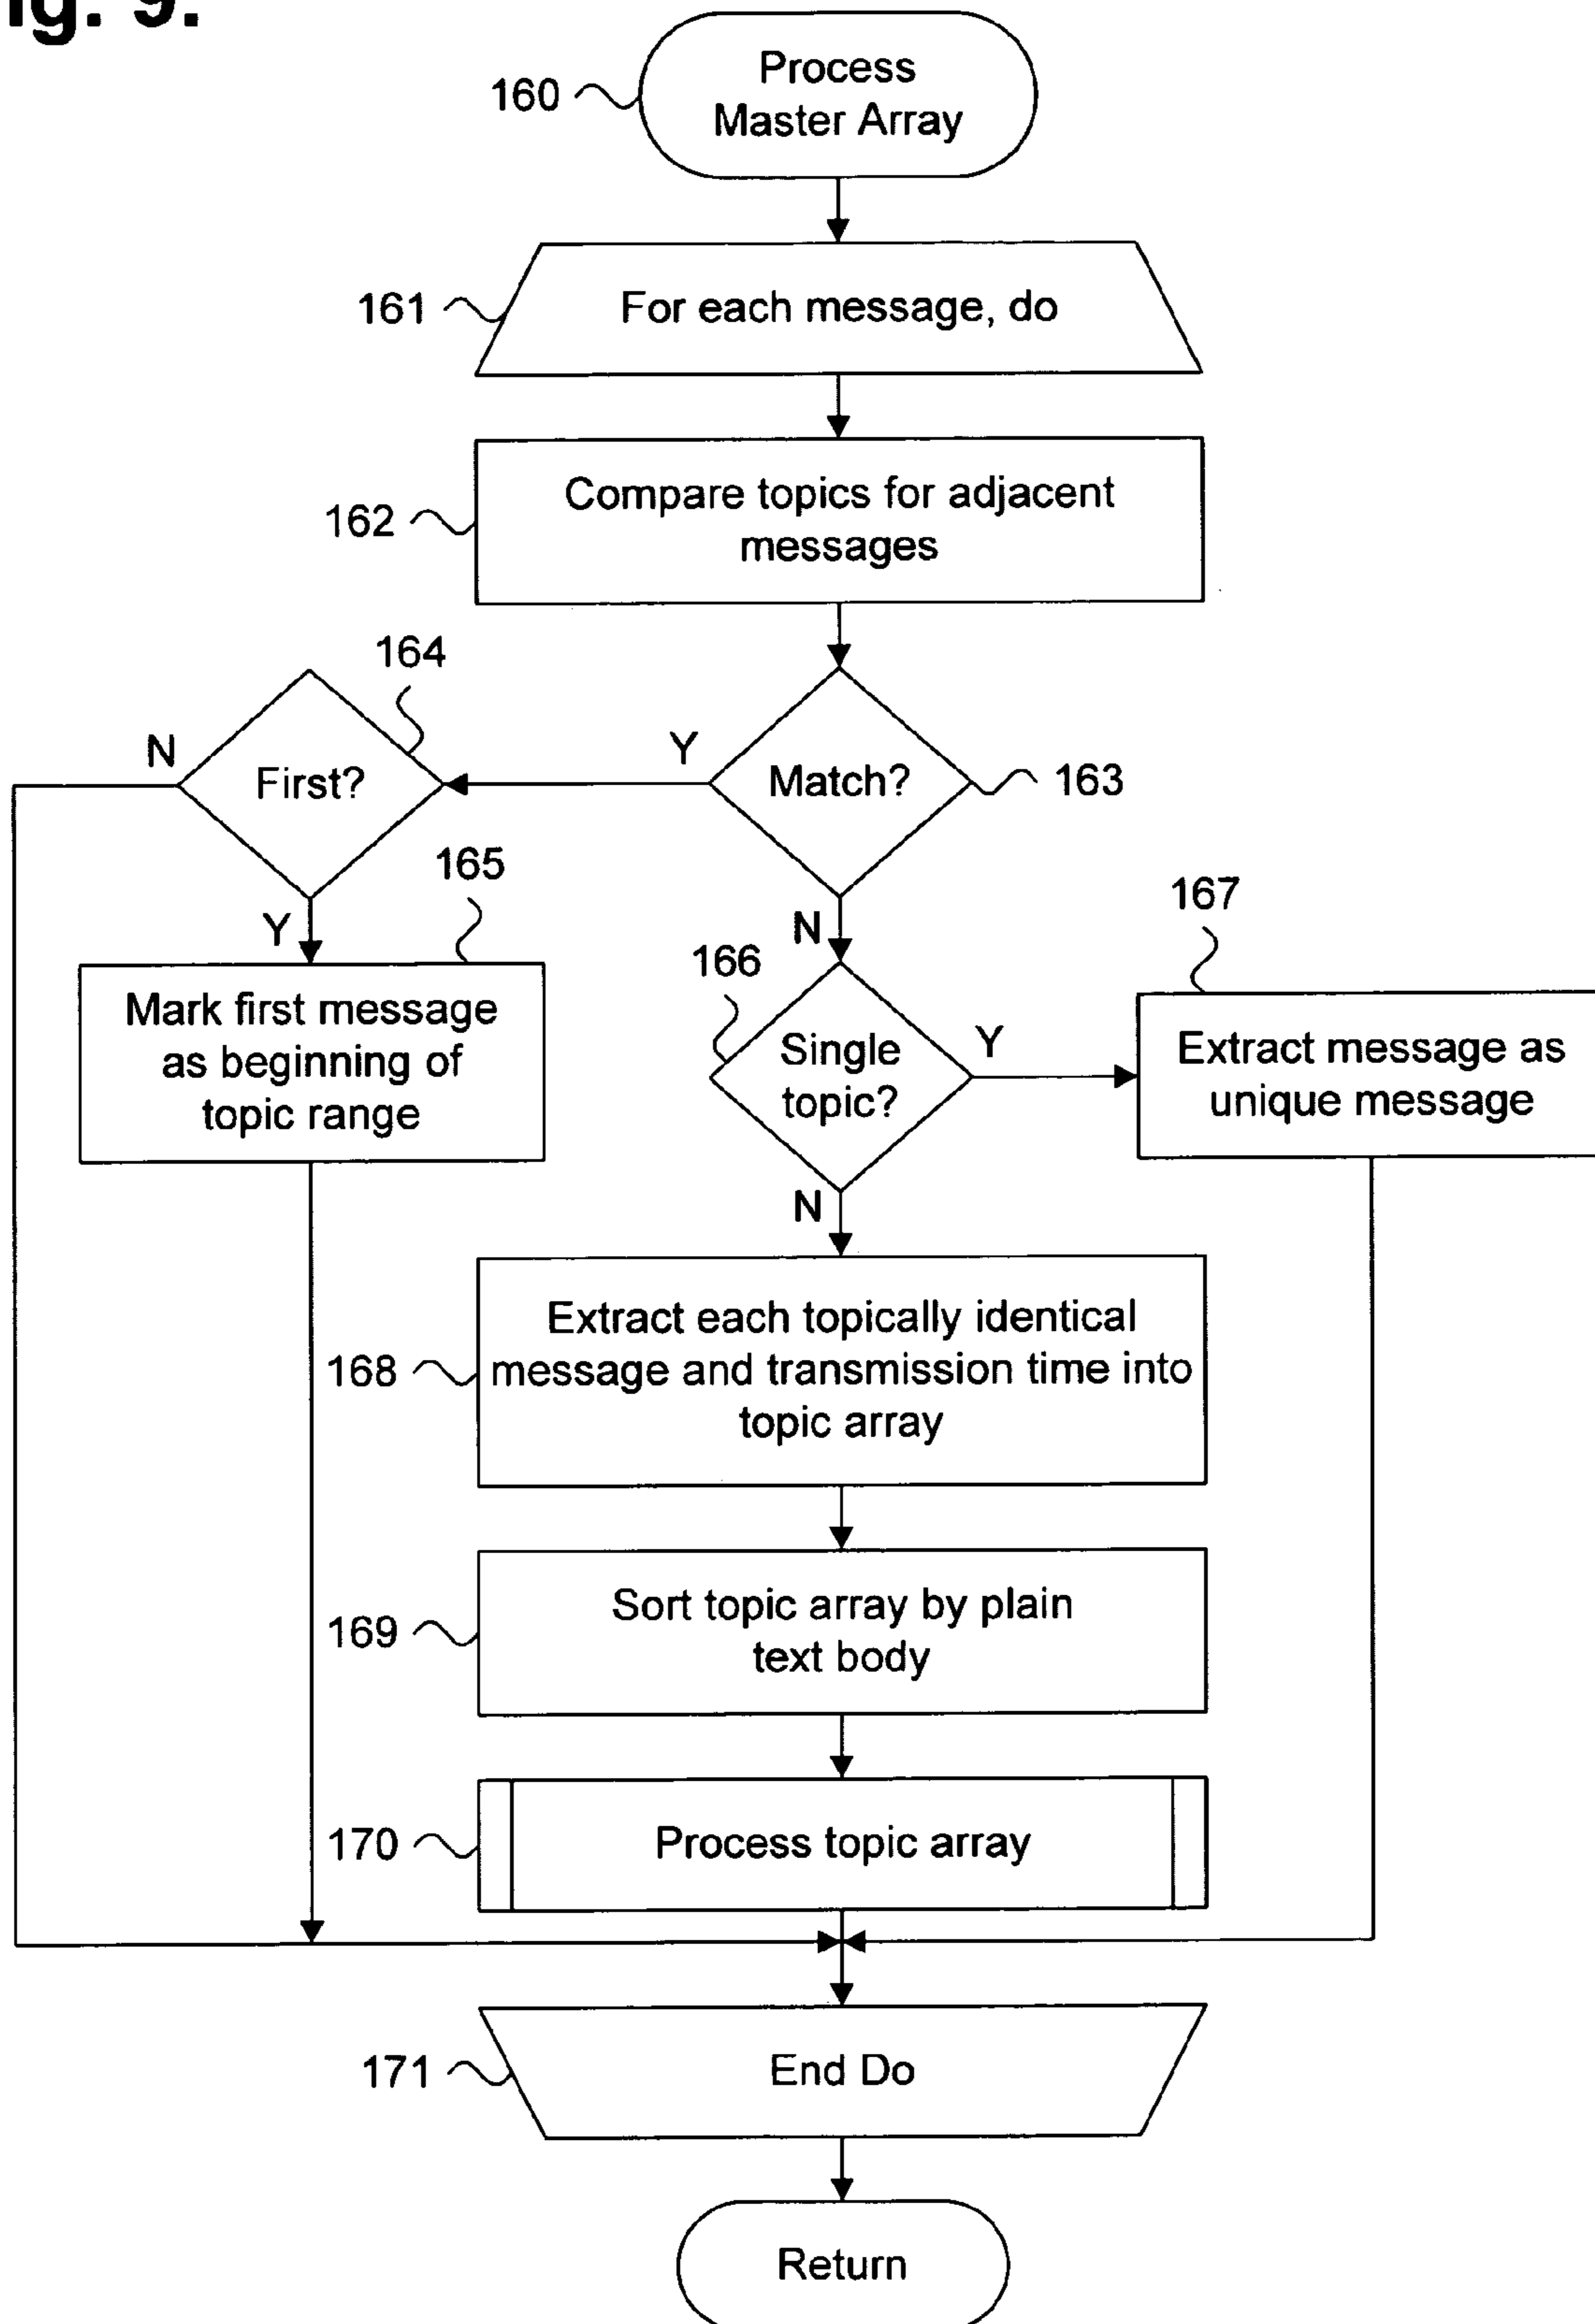 ig. 9.
160
Process
Master Array
161
For each message, do
162
Compare topics for adjacent
messages
164
N
First?
Y
Match?
163
165
Y
N
167
166
Mark first message
as beginning of
topic range
Single
topic?
Y
Extract message as
unique message
N
168
Extract each topically identical
message and transmission time into
topic array
169
Sort topic array by plain
text body
170
Process topic array
171
End Do
Return